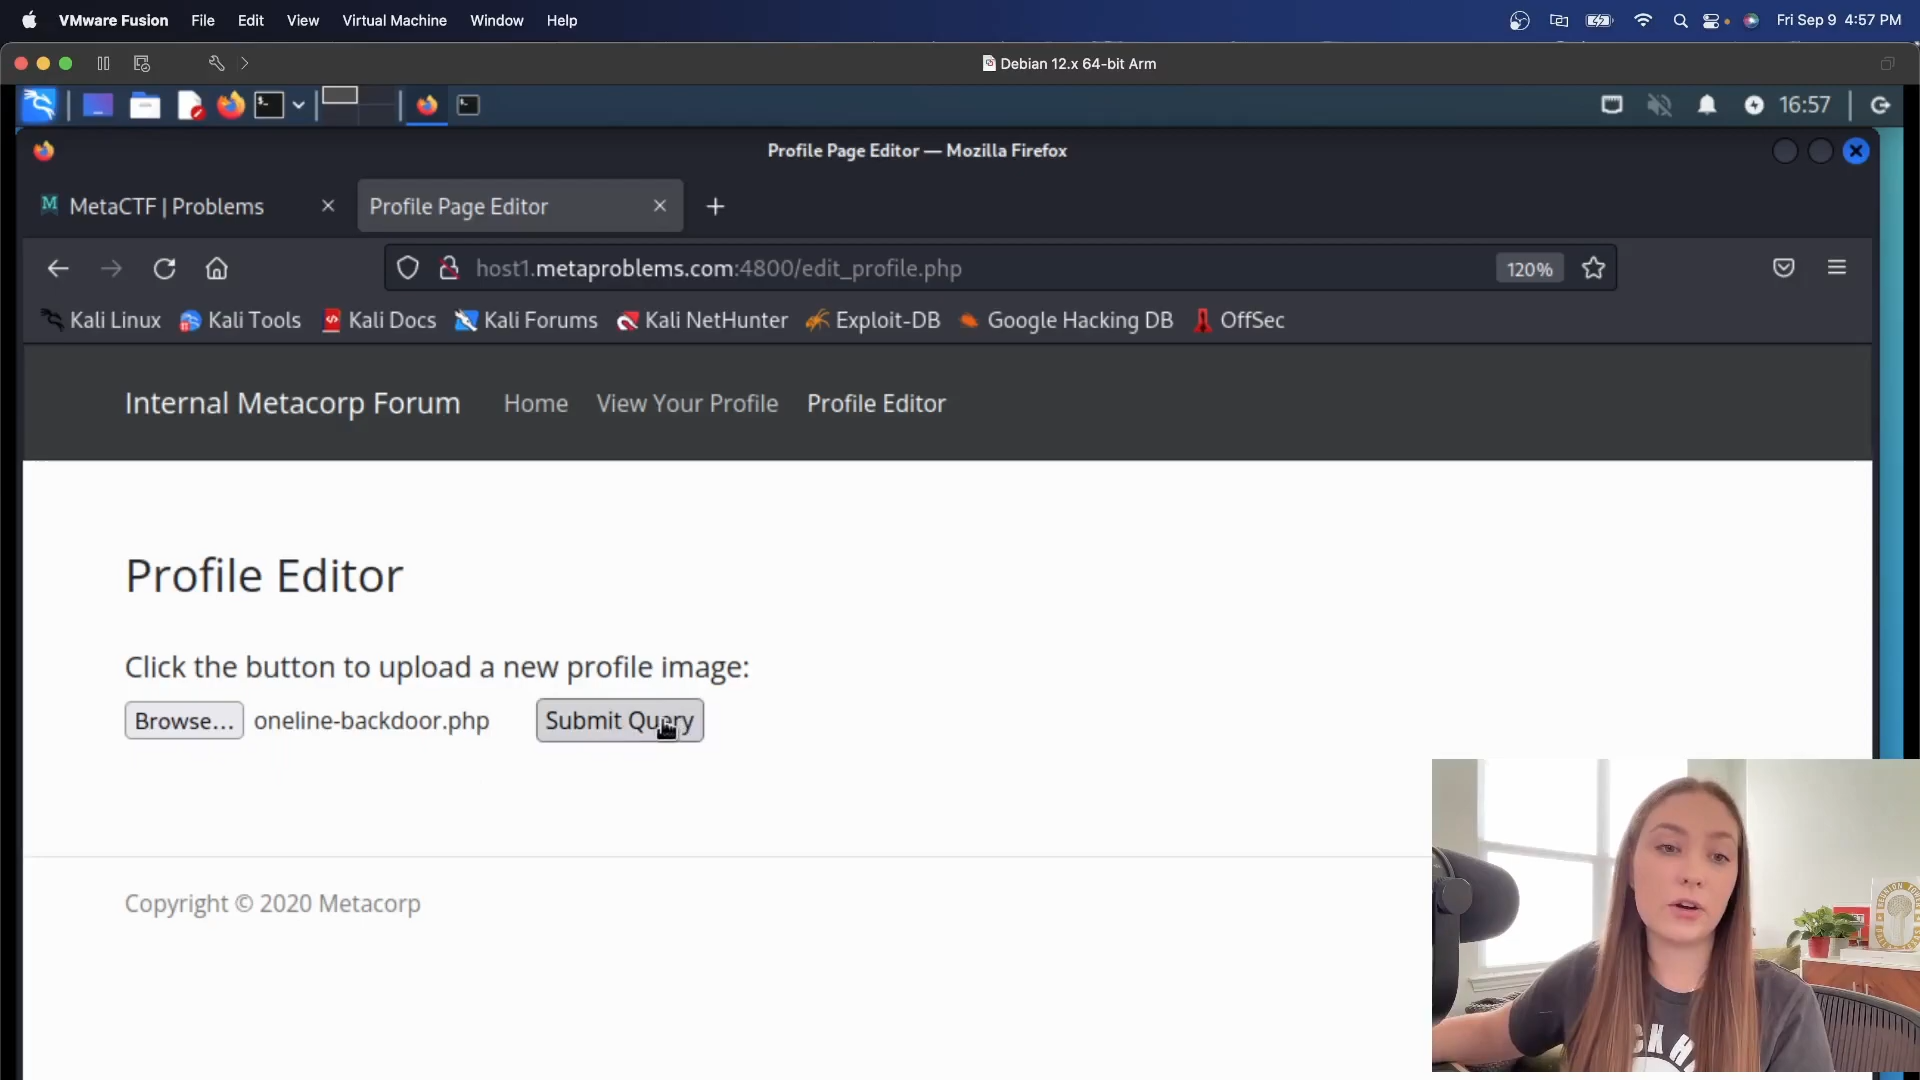 VMware Fusion File Edit View Virtual Machine Window Help Fri Sep 9 4:57 PM
Debian 12.x 64-bit Arm
16:57
Profile Page Editor — Mozilla Firefox
MetaCTF | Problems Profile Page Editor
host1.metaproblems.com:4800/edit_profile.php 120%
Kali Linux Kali Tools Kali Docs Kali Forums Kali NetHunter Exploit-DB Google Hacking DB OffSec
Internal Metacorp Forum Home View Your Profile Profile Editor
Profile Editor
Click the button to upload a new profile image:
Browse... oneline-backdoor.php Submit Query
Copyright © 2020 Metacorp